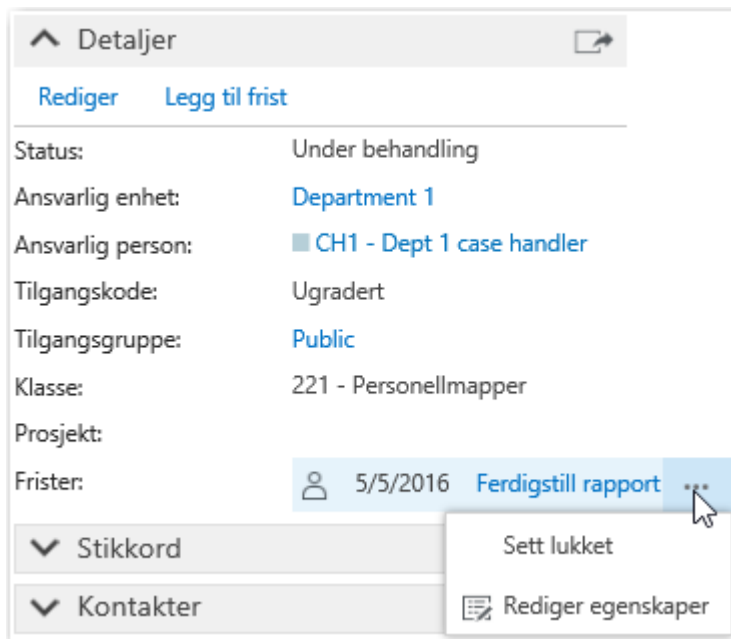 Detaljer
Rediger Legg til frist
Status: Under behandling
Ansvarlig enhet: Department 1
Ansvarlig person: CH1 - Dept 1 case handler
Tilgangskode: Ugradert
Tilgangsgruppe: Public
Klasse: 221 - Personellmapper
Prosjekt:
Frister: 5/5/2016 Ferdigstill rapport ...
Stikkord
Sett lukket
Kontakter
Rediger egenskaper